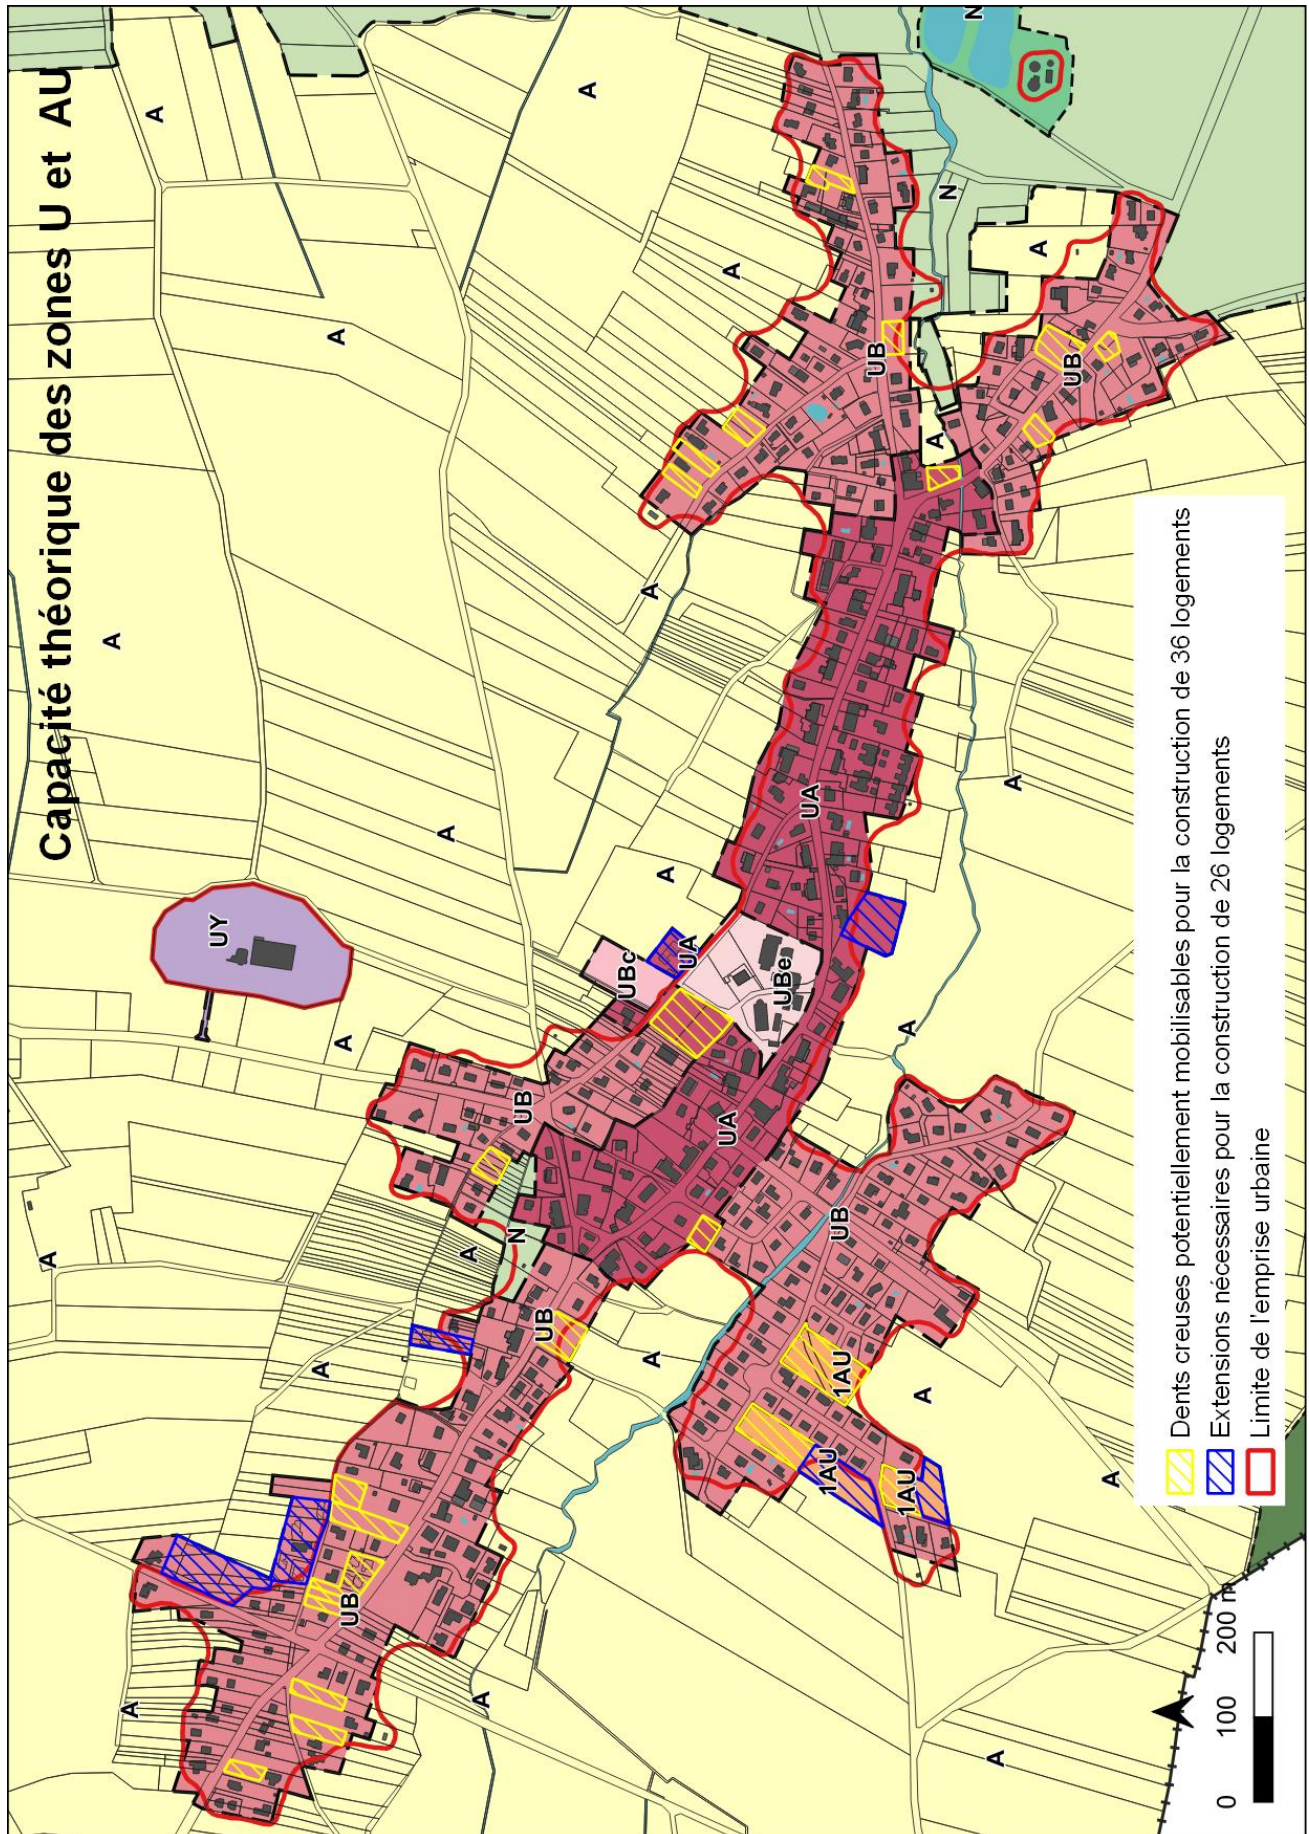 Capacité théorique des zones U et AU
A
A
A
A
UY
A
A
A
UB
A
A
A
N
UB
UB
A
UBc
A
A
A
UA
UA
A
UBe
UA
1AU
UB
1AU
UB
1AU
A
A
A
N
N
A
A
A
UB
A
Dents creuses potentiellement mobilisables pour la construction de 36 logements
Extensions nécessaires pour la construction de 26 logements
Limite de l'emprise urbaine
0 100 200 m